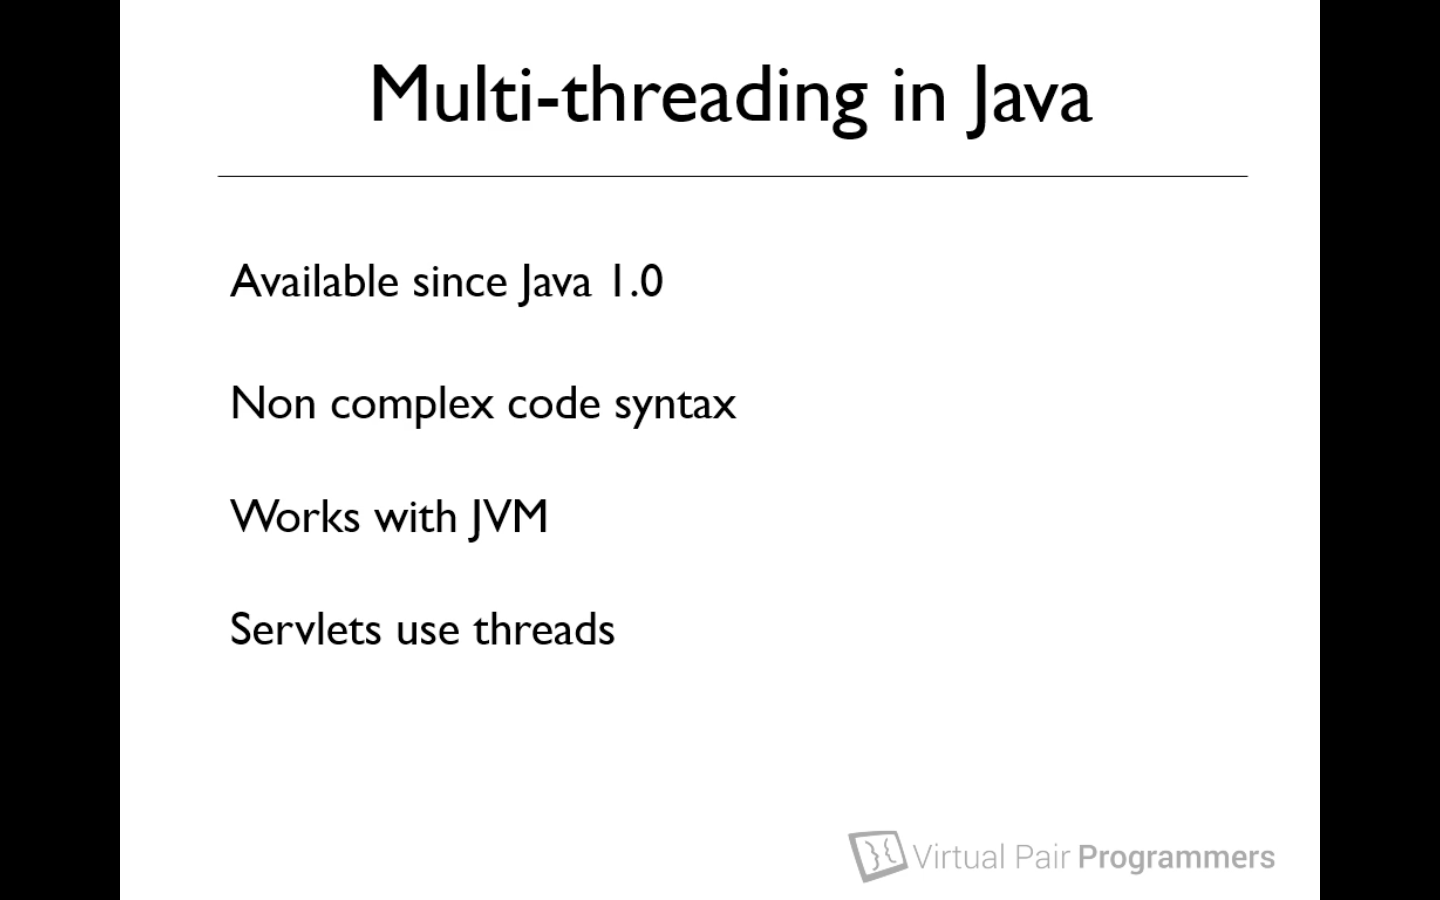 Multi-threading in Java
Available since Java 1.0
Non complex code syntax
Works with JVM
Servlets use threads
Virtual Pair Programmers